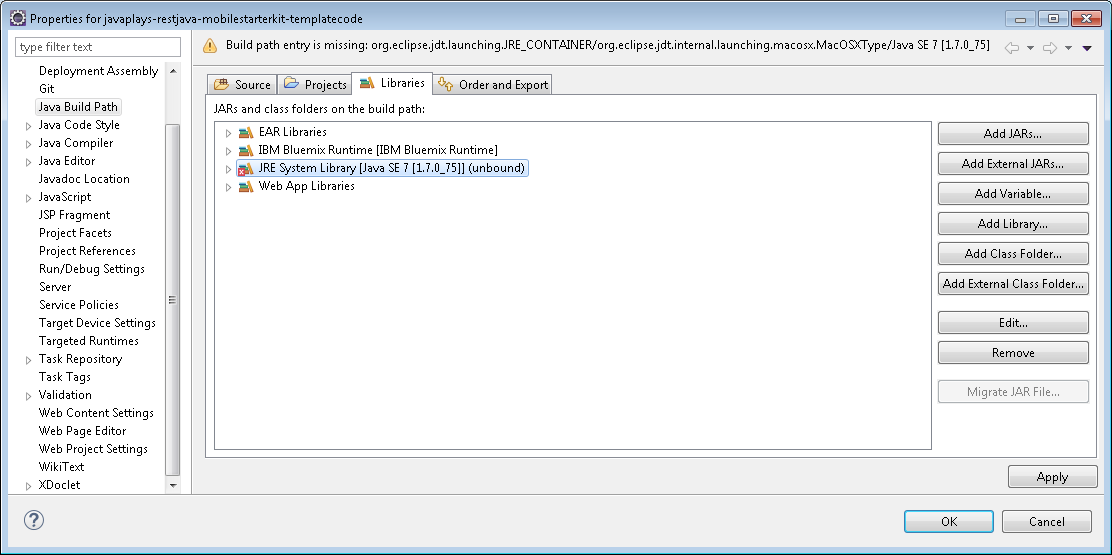 Properties for javaplays-restjava-mobilestarterkit-templatecode
type filter text
Build path entry is missing: org.eclipse.jdt.launching.JRE_CONTAINER/org.eclipse.jdt.internal.launching.macosx.MacOSXType/Java SE 7 [1.7.0_75]
Deployment Assembly
Git
Java Build Path
Java Code Style
Java Compiler
Java Editor
Javadoc Location
JavaScript
JSP Fragment
Project Facets
Project References
Run/Debug Settings
Server
Service Policies
Target Device Settings
Targeted Runtimes
Task Repository
Task Tags
Validation
Web Content Settings
Web Page Editor
Web Project Settings
WikiText
XDoclet
Source Projects Libraries Order and Export
JARs and class folders on the build path:
EAR Libraries
IBM Bluemix Runtime [IBM Bluemix Runtime]
JRE System Library [Java SE 7 [1.7.0_75]] (unbound)
Web App Libraries
Add JARs...
Add External JARs...
Add Variable...
Add Library...
Add Class Folder...
Add External Class Folder...
Edit...
Remove
Migrate JAR File...
Apply
?
OK Cancel